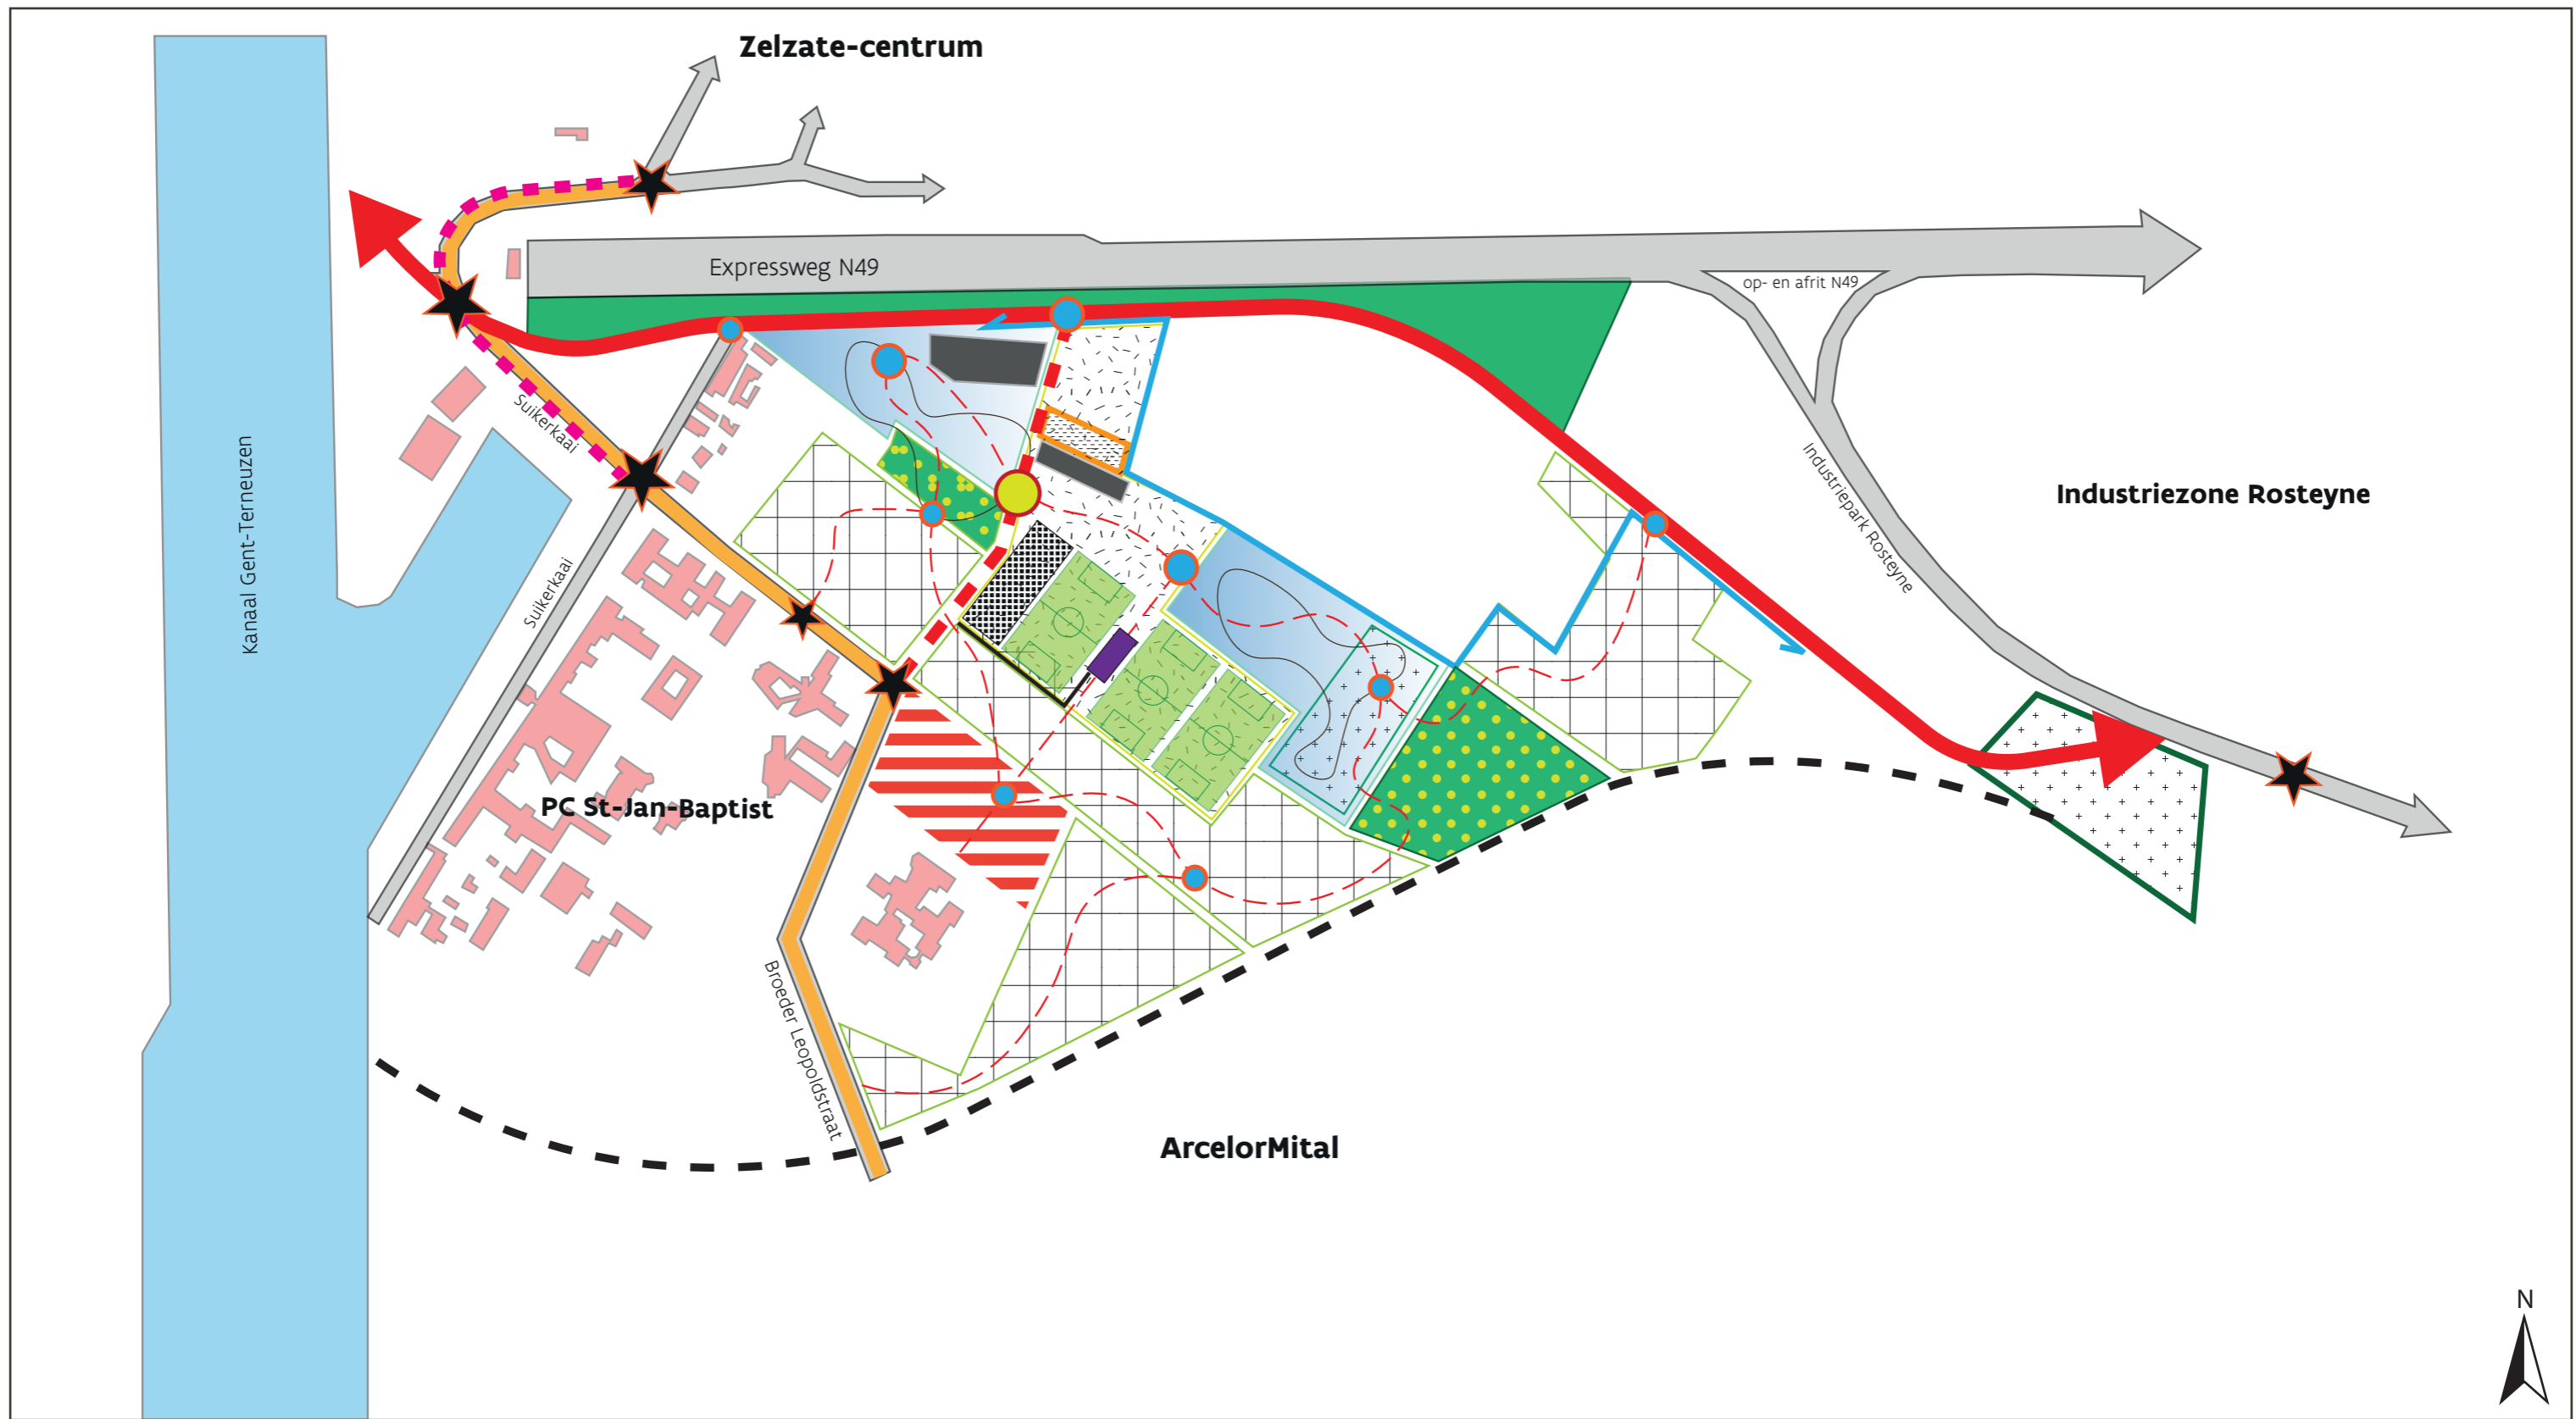 Zelzate-centrum
Expressweg N49
op- en afrit N49
Kanaal Gent-Terneuzen
Suikerkaai
Suikerkaai
Industriepark Rosteyne
Industriezone Rosteyne
PC St-Jan-Baptist
Broeder Leopoldstraat
ArcelorMital
N